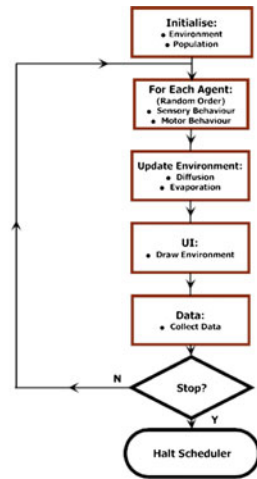 Initialise:
• Environment
• Population
For Each Agent:
(Random Order)
• Sensory Behaviour
• Motor Behaviour
Update Environment:
• Diffusion
• Evaporation
UI:
• Draw Environment
Data:
• Collect Data
N
Stop?
Y
Halt Scheduler